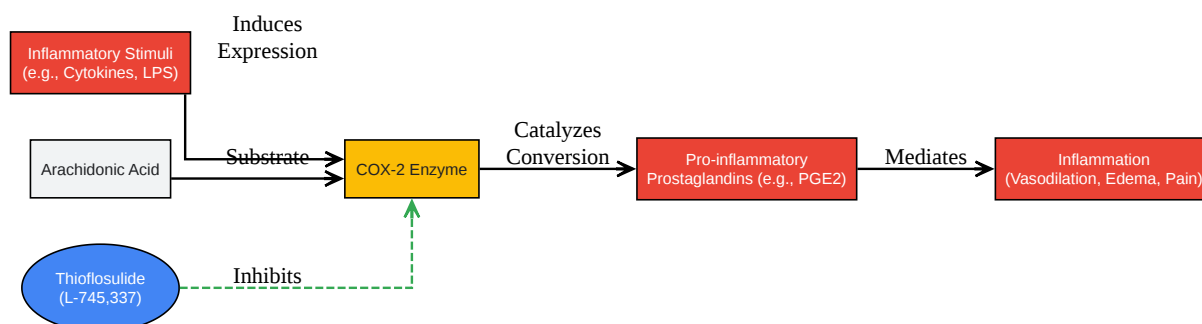 Induces
Expression
Inflammatory Stimuli
(e.g., Cytokines, LPS)
Arachidonic Acid
Substrate
COX-2 Enzyme
Catalyzes
Conversion
Pro-inflammatory
Prostaglandins (e.g., PGE2)
Mediates
Inflammation
(Vasodilation, Edema, Pain)
Thioflosulide
(L-745,337)
Inhibits